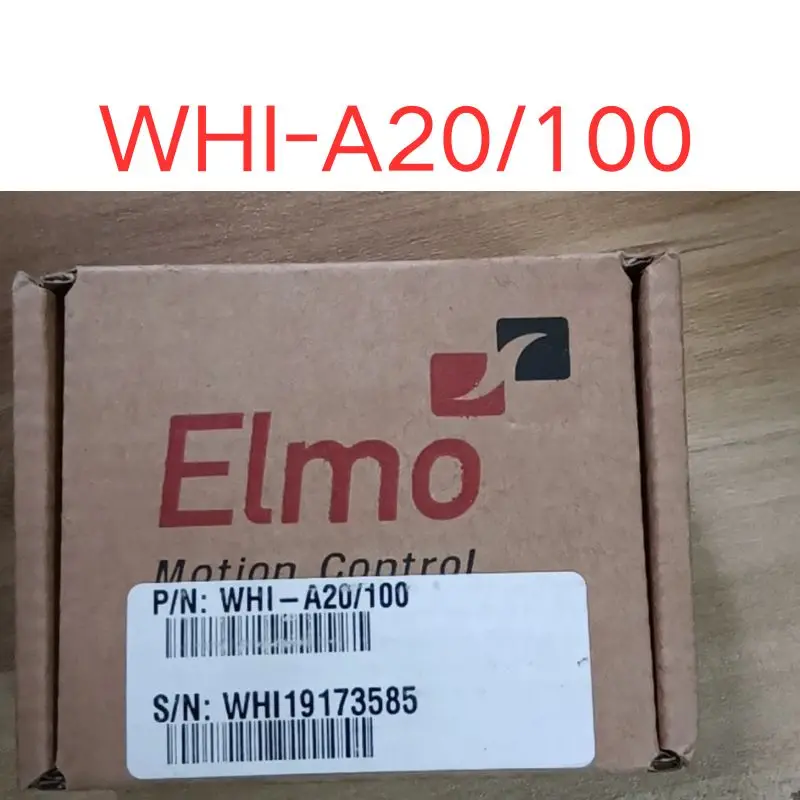 WHI-A20/100
Elmo
Motion Control
P/N: WHI-A20/100
S/N: WHI19173585